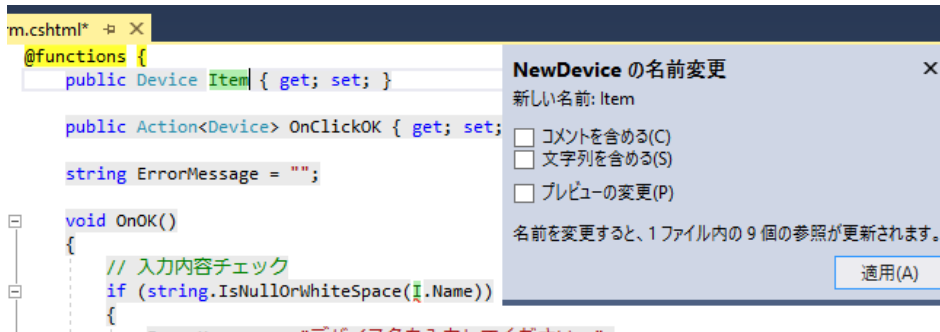 rm.cshtml*
@functions {
public Device Item { get; set; }
public Action<Device> OnClickOK { get; set;
string ErrorMessage = "";
void OnOK()
{
// 入力内容チェック
if (string.IsNullOrWhiteSpace(I.Name))
{
NewDevice の名前変更
新しい名前: Item
コメントを含める(C)
文字列を含める(S)
プレビューの変更(P)
名前を変更すると、1 ファイル内の 9 個の参照が更新されます。
適用(A)